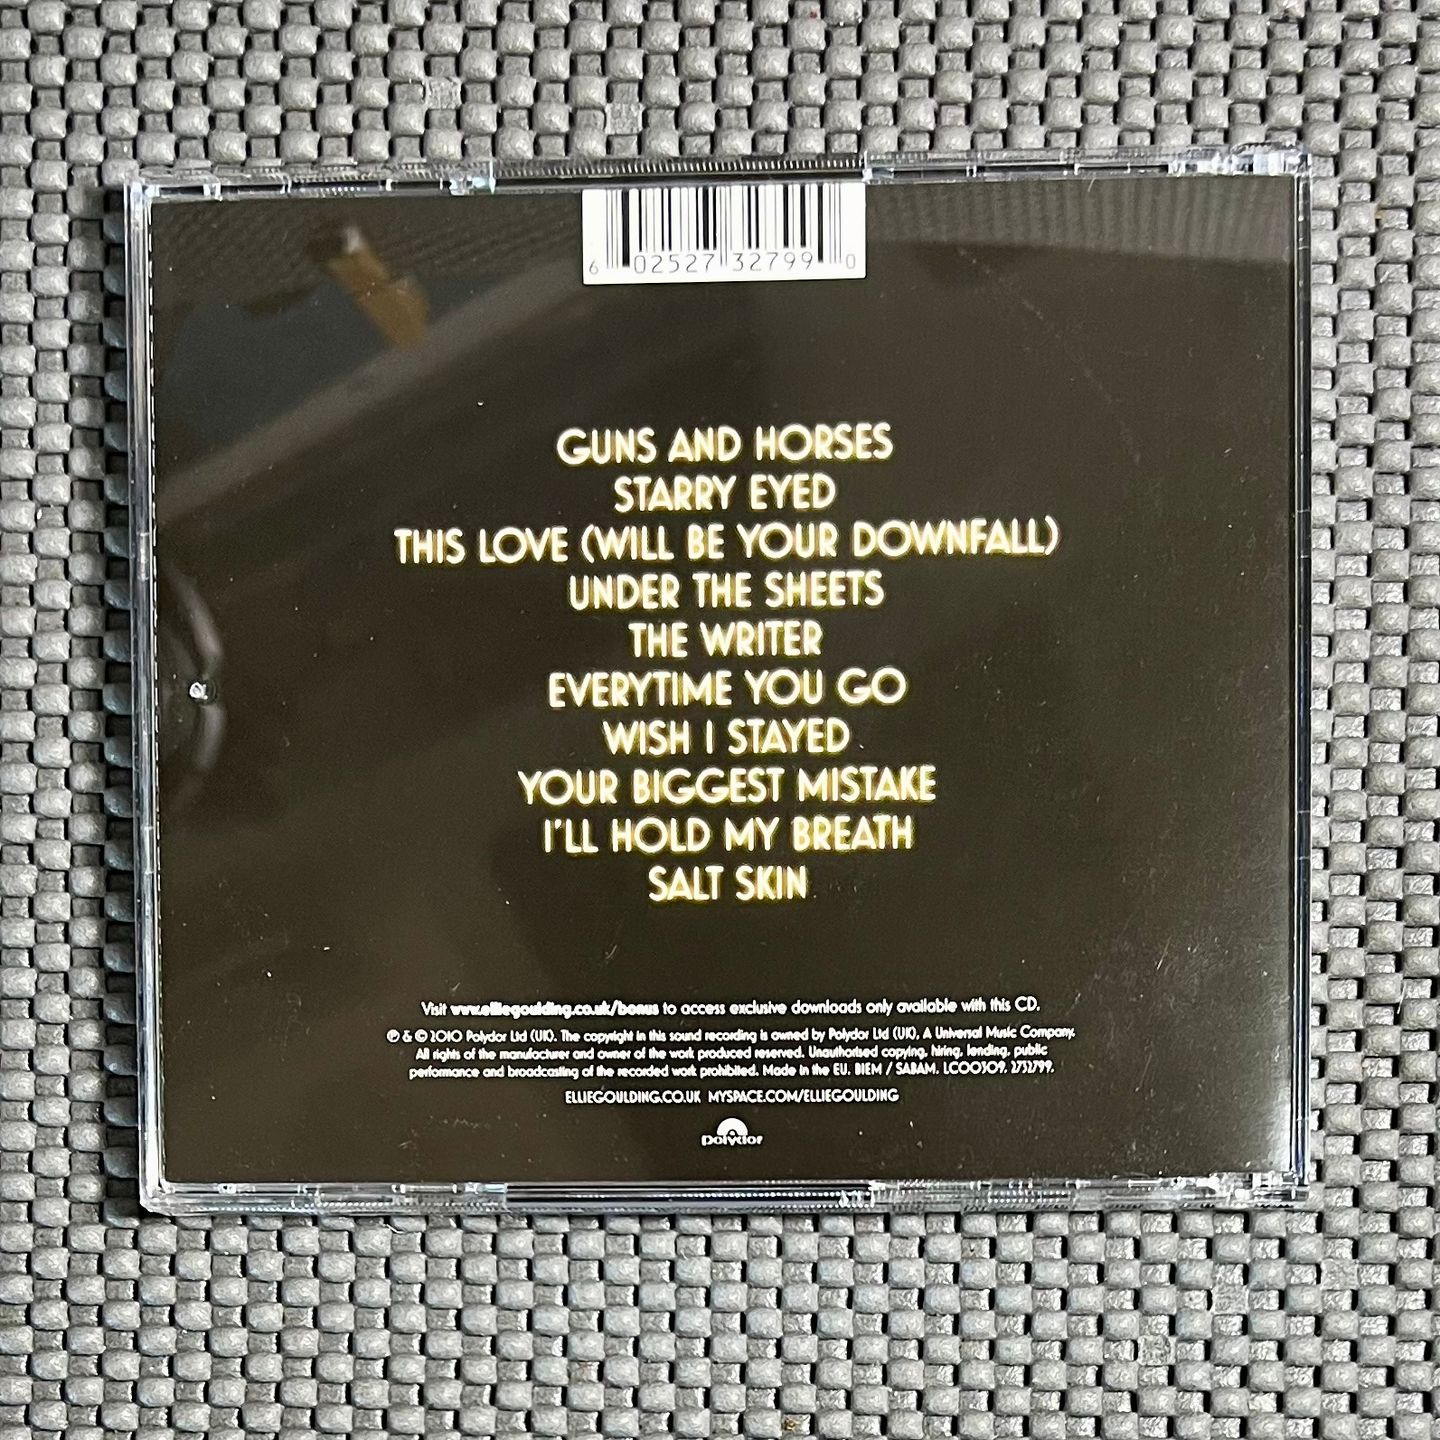 6 02527 32799 0
GUNS AND HORSES
STARRY EYED
THIS LOVE (WILL BE YOUR DOWNFALL)
UNDER THE SHEETS
THE WRITER
EVERYTIME YOU GO
WISH I STAYED
YOUR BIGGEST MISTAKE
I'LL HOLD MY BREATH
SALT SKIN
Visit www.elliegoulding.co.uk/bonus to access exclusive downloads only available with this CD.
℗ & © 2010 Polydor Ltd (UK). The copyright in this sound recording is owned by Polydor Ltd (UK). A Universal Music Company.
All rights of the manufacturer and owner of the work produced reserved. Unauthorised copying, hiring, lending, public
performance and broadcasting of the recorded work prohibited. Made in the EU. BIEM / SABAM. LC00309. 2732799.
ELLIEGOULDING.CO.UK MYSPACE.COM/ELLIEGOULDING
polydor